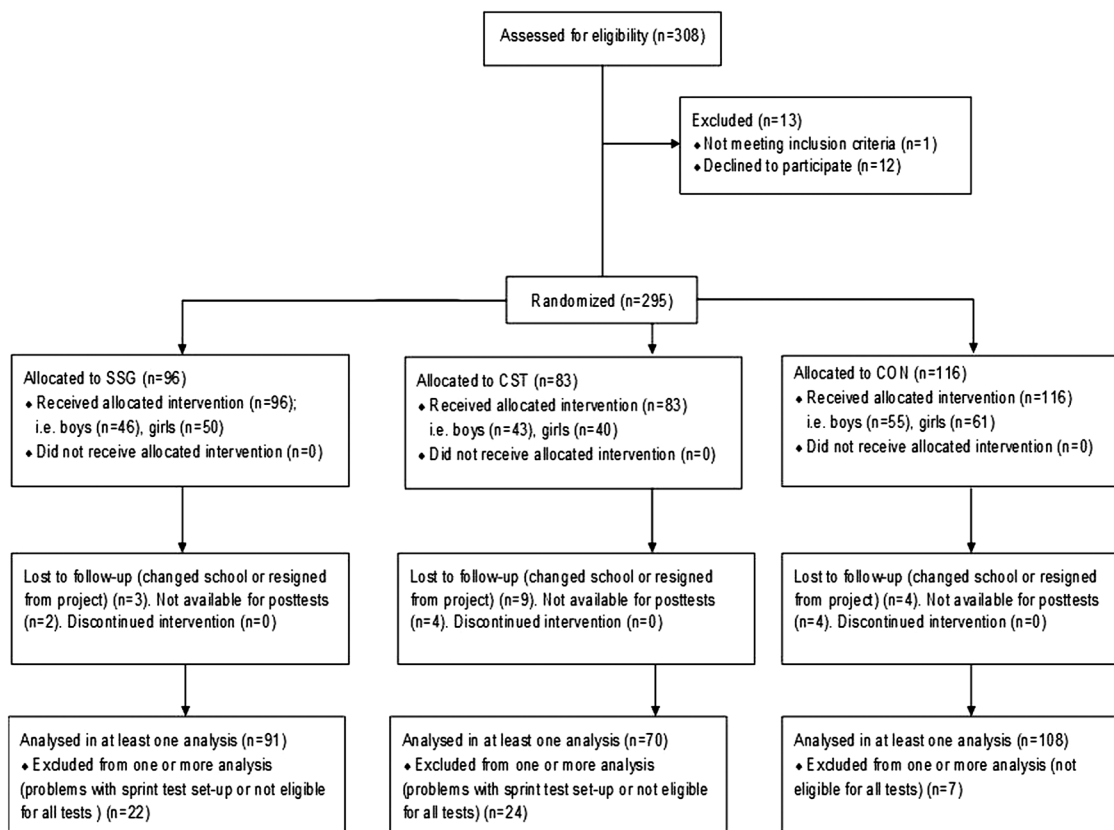 Assessed for eligibility (n=308)
Excluded (n=13)
♦ Not meeting inclusion criteria (n=1)
♦ Declined to participate (n=12)
Randomized (n=295)
Allocated to SSG (n=96)
♦ Received allocated intervention (n=96);
i.e. boys (n=46), girls (n=50)
♦ Did not receive allocated intervention (n=0)
Allocated to CST (n=83)
♦ Received allocated intervention (n=83)
i.e. boys (n=43), girls (n=40)
♦ Did not receive allocated intervention (n=0)
Allocated to CON (n=116)
♦ Received allocated intervention (n=116)
i.e. boys (n=55), girls (n=61)
♦ Did not receive allocated intervention (n=0)
Lost to follow-up (changed school or resigned
from project) (n=3). Not available for posttests
(n=2). Discontinued intervention (n=0)
Lost to follow-up (changed school or resigned
from project) (n=9). Not available for posttests
(n=4). Discontinued intervention (n=0)
Lost to follow-up (changed school or resigned
from project) (n=4). Not available for posttests
(n=4). Discontinued intervention (n=0)
Analysed in at least one analysis (n=91)
♦ Excluded from one or more analysis
(problems with sprint test set-up or not eligible
for all tests ) (n=22)
Analysed in at least one analysis (n=70)
♦ Excluded from one or more analysis
(problems with sprint test set-up or not eligible
for all tests) (n=24)
Analysed in at least one analysis (n=108)
♦ Excluded from one or more analysis (not
eligible for all tests) (n=7)